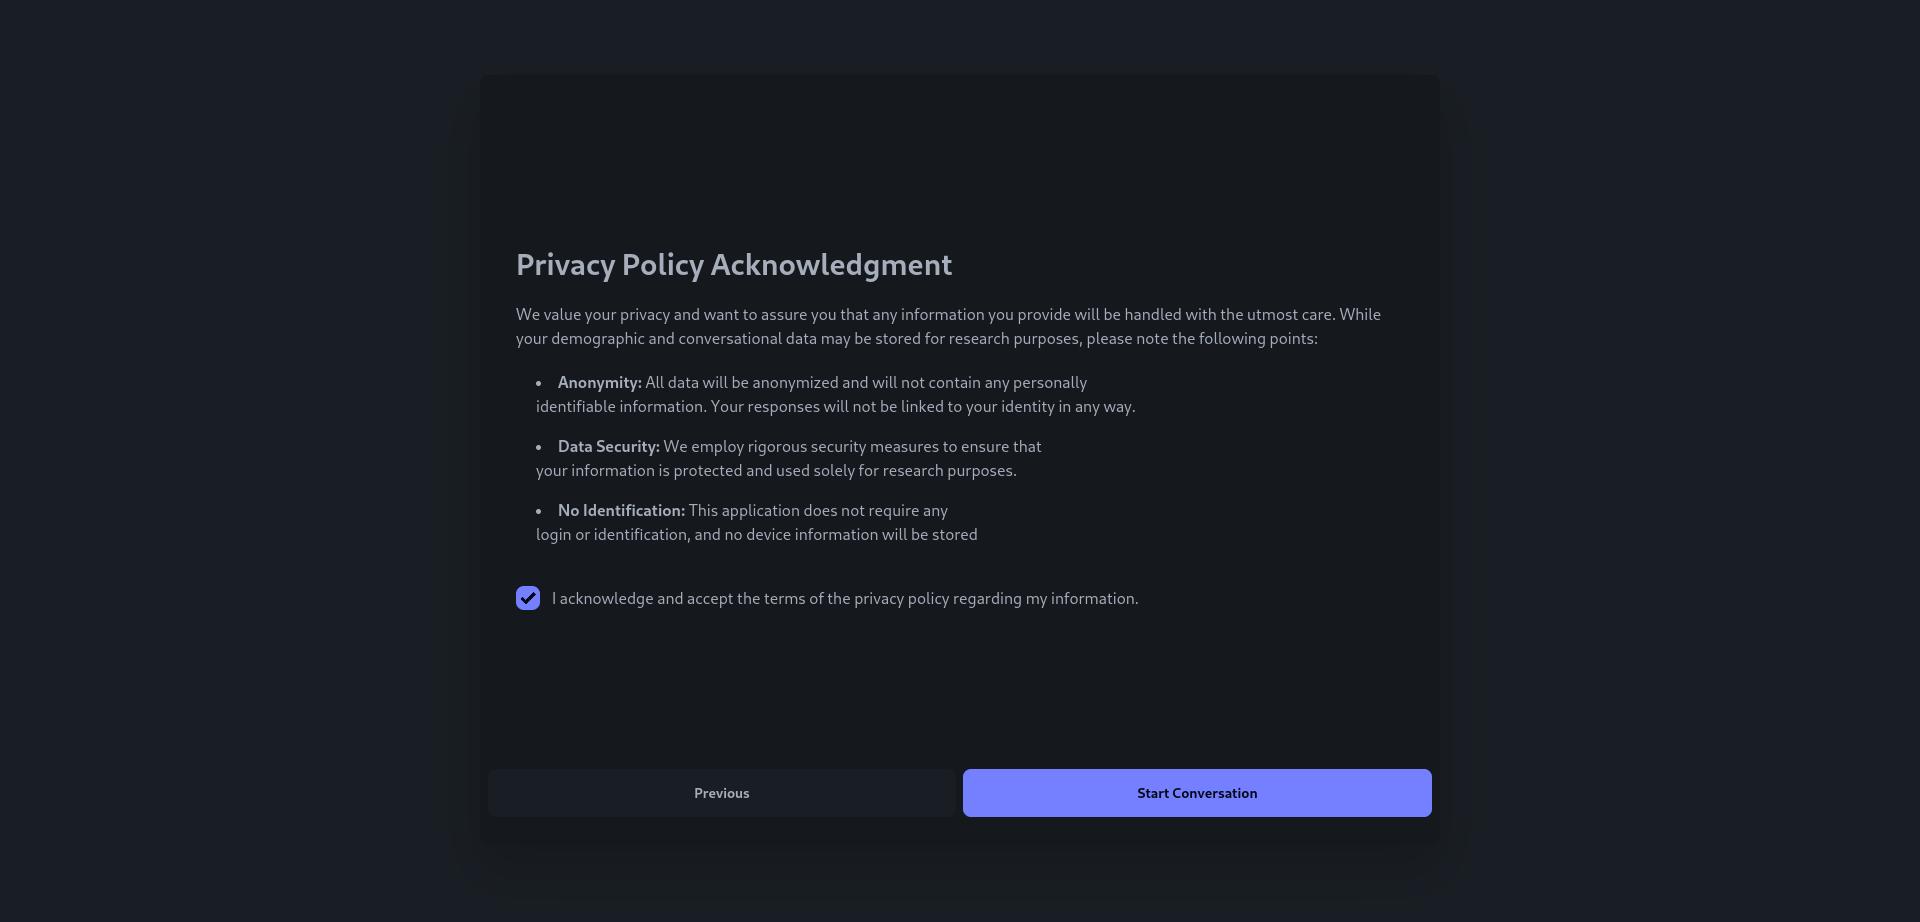 Privacy Policy Acknowledgment
We value your privacy and want to assure you that any information you provide will be handled with the utmost care. While
your demographic and conversational data may be stored for research purposes, please note the following points:
• Anonymity: All data will be anonymized and will not contain any personally
identifiable information. Your responses will not be linked to your identity in any way.
• Data Security: We employ rigorous security measures to ensure that
your information is protected and used solely for research purposes.
• No Identification: This application does not require any
login or identification, and no device information will be stored
I acknowledge and accept the terms of the privacy policy regarding my information.
Previous
Start Conversation